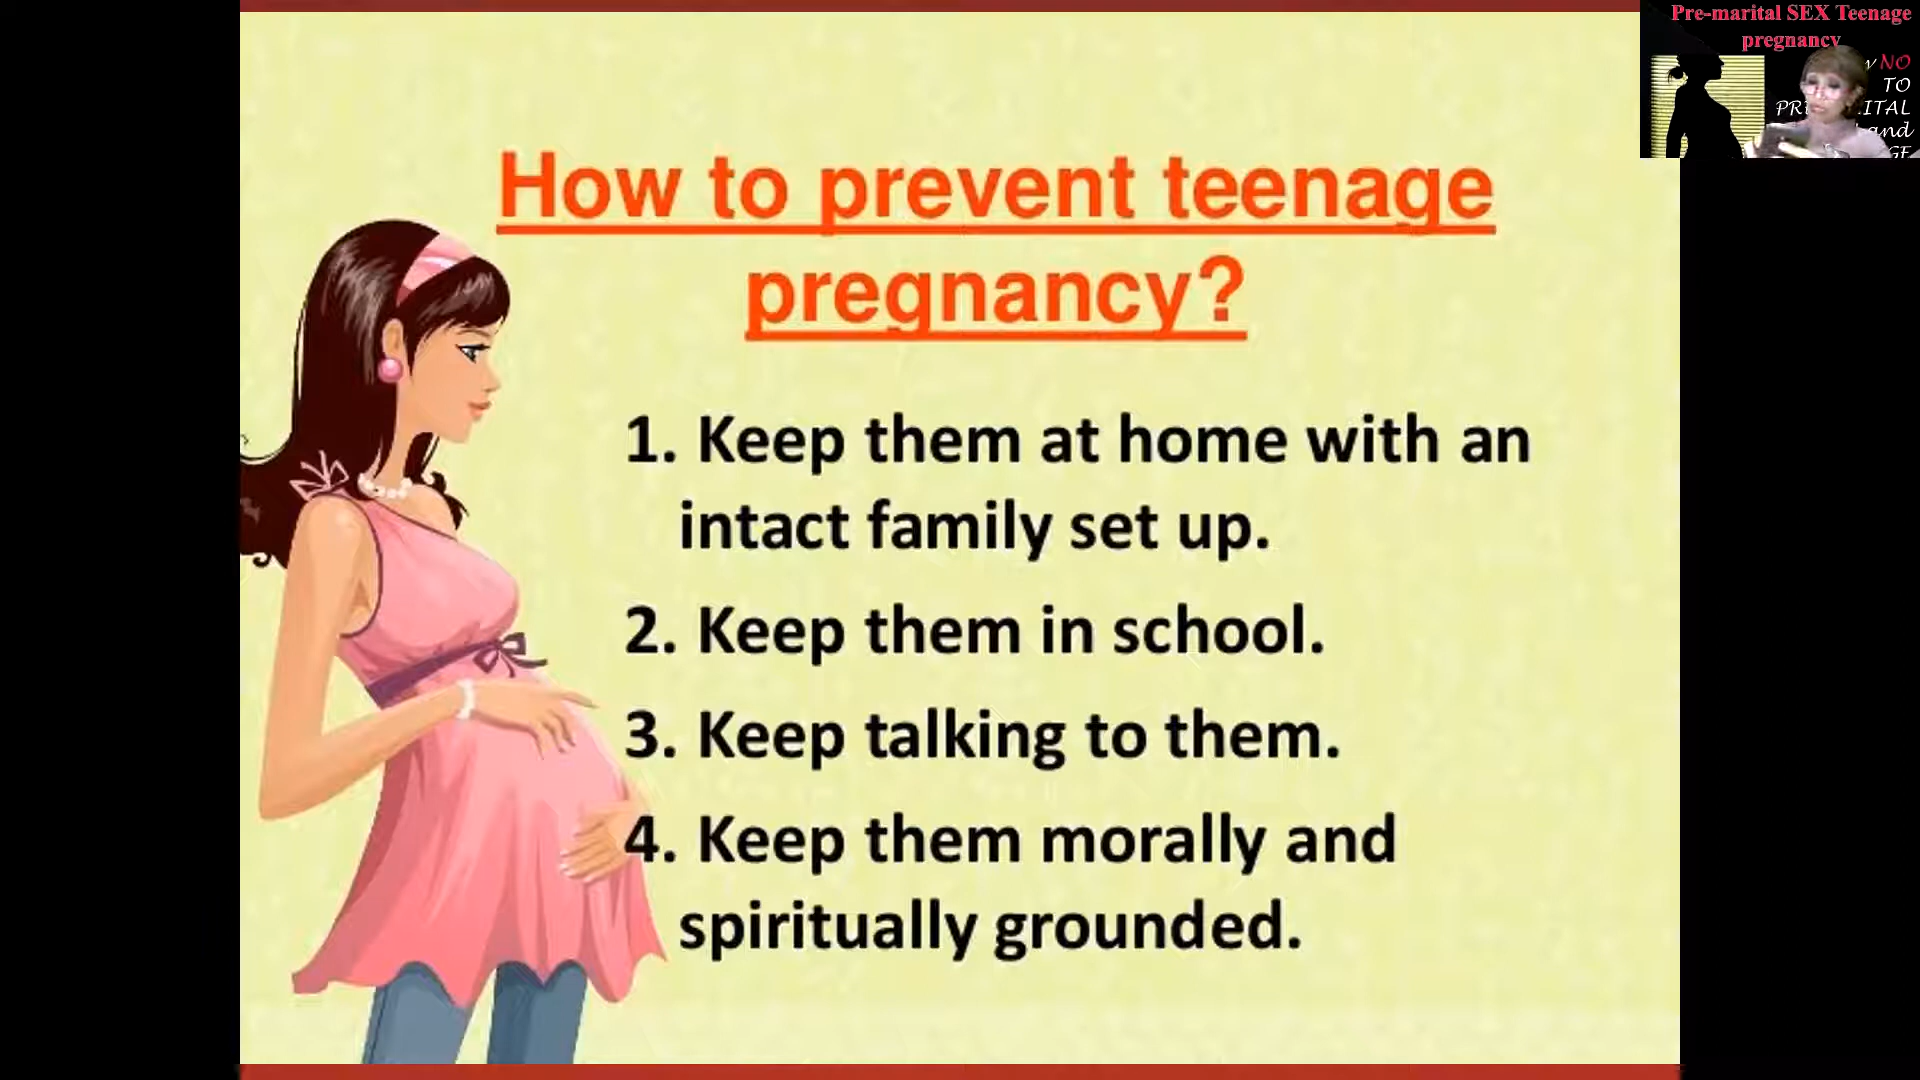 How to prevent teenage
pregnancy?
1. Keep them at home with an
intact family set up.
2. Keep them in school.
3. Keep talking to them.
4. Keep them morally and
spiritually grounded.
Pre-marital SEX Teenage
pregnancy
NO
TO
and